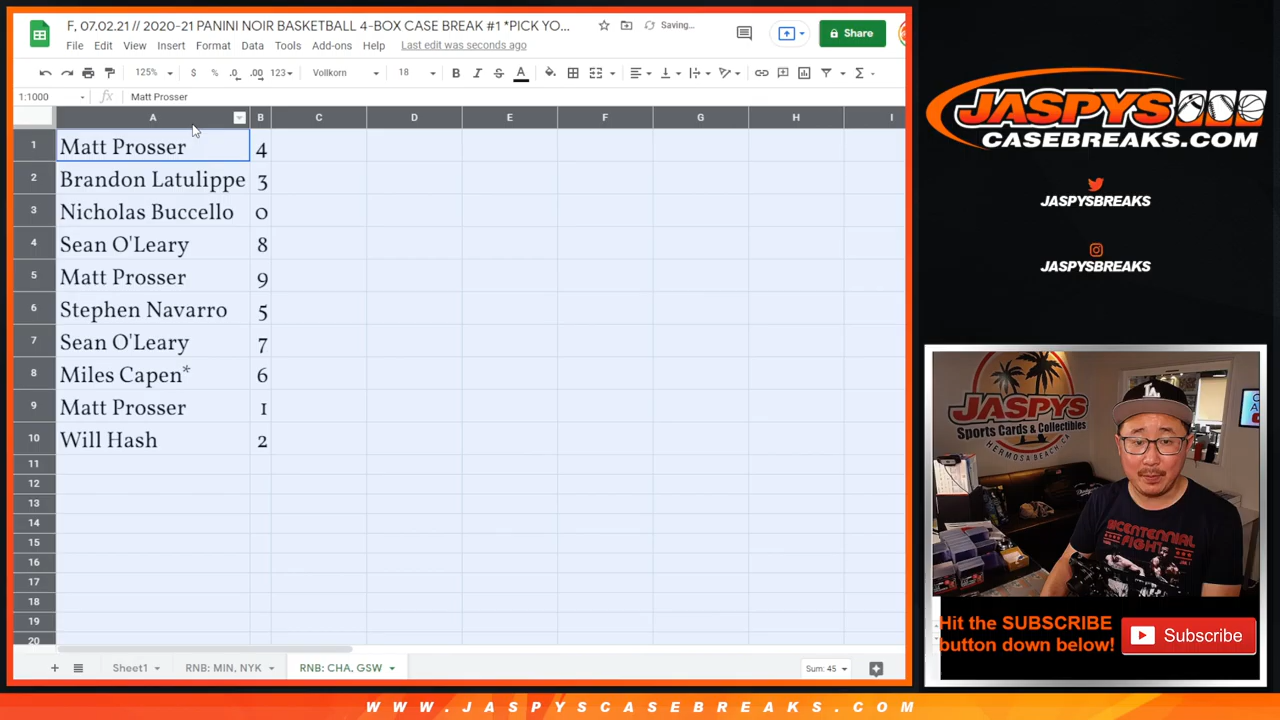 F, 07.02.21 // 2020-21 PANINI NOIR BASKETBALL 4-BOX CASE BREAK #1 *PICK YO...
Saving...
Share
File Edit View Insert Format Data Tools Add-ons Help Last edit was seconds ago
125% $ % .0 .00 123 Vollkorn 18 B I S A
1:1000 fx Matt Prosser
A B C D E F G H I
1 Matt Prosser 4
2 Brandon Latulippe 3
3 Nicholas Buccello 0
4 Sean O'Leary 8
5 Matt Prosser 9
6 Stephen Navarro 5
7 Sean O'Leary 7
8 Miles Capen* 6
9 Matt Prosser 1
10 Will Hash 2
11
12
13
14
15
16
17
18
19
20
Sheet1 RNB: MIN, NYK RNB: CHA, GSW Sum: 45
JASPYS
CASEBREAKS.COM
JASPYSBREAKS
JASPYSBREAKS
JASPYS
Sports Cards & Collectibles
HERMOSA BEACH, CA
LA
BICENTENNIAL
FIGHT
Hit the SUBSCRIBE
button down below!
Subscribe
WWW.JASPYSCASEBREAKS.COM